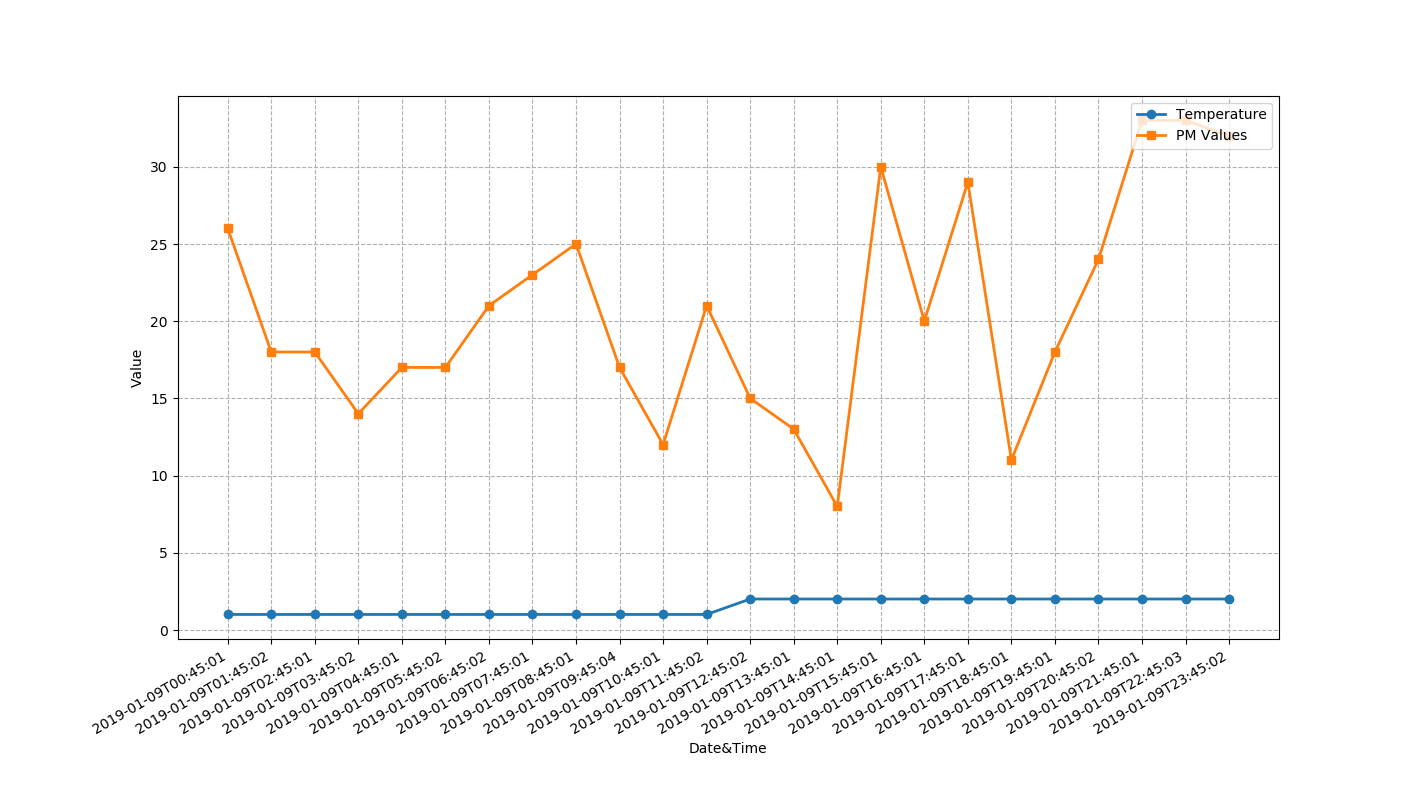 Temperature
PM Values
30
25
20
15
10
5
0
Value
2019-01-09T00:45:01
2019-01-09T01:45:02
2019-01-09T02:45:01
2019-01-09T03:45:02
2019-01-09T04:45:01
2019-01-09T05:45:02
2019-01-09T06:45:02
2019-01-09T07:45:01
2019-01-09T08:45:01
2019-01-09T09:45:04
2019-01-09T10:45:01
2019-01-09T11:45:02
2019-01-09T12:45:02
2019-01-09T13:45:01
2019-01-09T14:45:01
2019-01-09T15:45:01
2019-01-09T16:45:01
2019-01-09T17:45:01
2019-01-09T18:45:01
2019-01-09T19:45:01
2019-01-09T20:45:02
2019-01-09T21:45:01
2019-01-09T22:45:03
2019-01-09T23:45:02
Date&Time